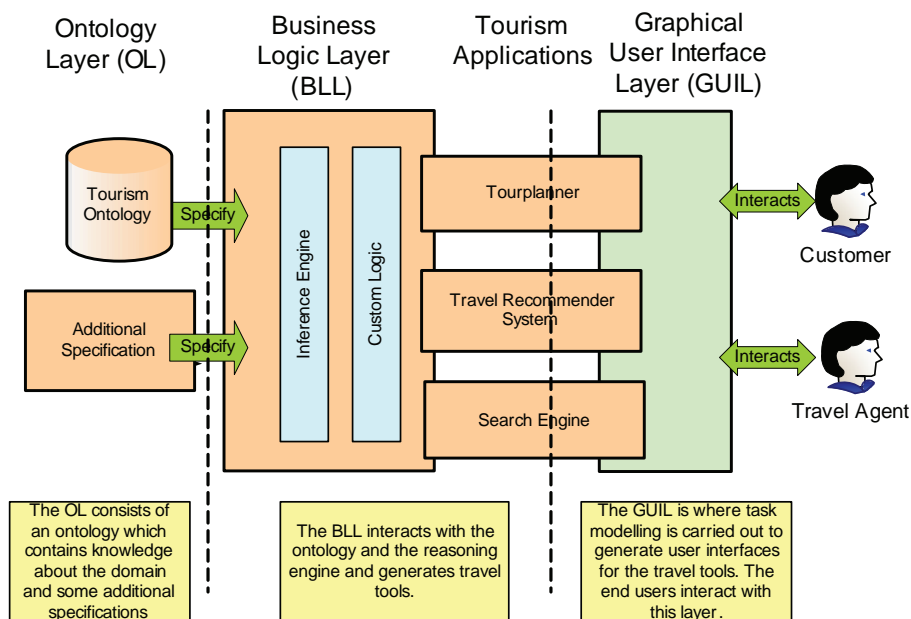 Ontology
Layer (OL)
Business
Logic Layer
(BLL)
Tourism
Applications
Graphical
User Interface
Layer (GUIL)
Tourism
Ontology
Specify
Additional
Specification
Specify
Inference Engine
Custom Logic
Tourplanner
Travel Recommender
System
Search Engine
Interacts
Customer
Interacts
Travel Agent
The OL consists of
an ontology which
contains knowledge
about the domain
and some additional
specifications
The BLL interacts with the
ontology and the reasoning
engine and generates travel
tools.
The GUIL is where task
modelling is carried out to
generate user interfaces
for the travel tools. The
end users interact with
this layer.